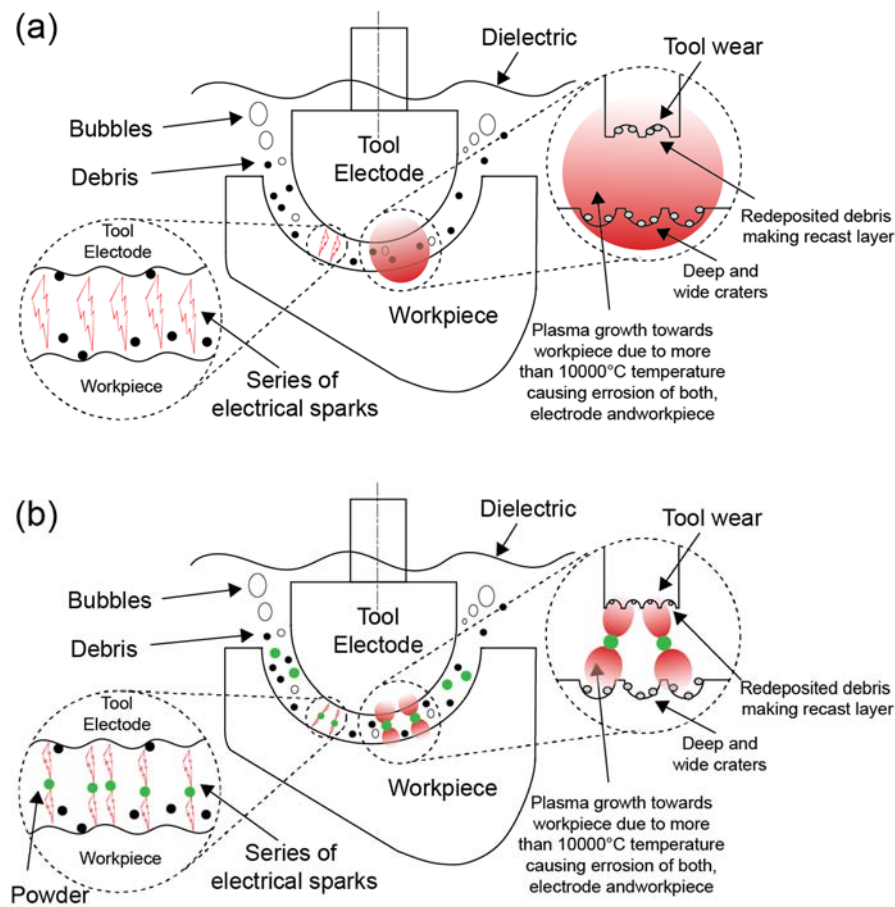 (a)
Dielectric
Tool wear
Bubbles
Debris
Tool
Electrode
Redeposited debris
making recast layer
Deep and
wide craters
Tool
Electode
Workpiece
Workpiece
Series of
electrical sparks
Plasma growth towards
workpiece due to more
than 10000°C temperature
causing errosion of both,
electrode andworkpiece
(b)
Dielectric
Tool wear
Bubbles
Debris
Tool
Electrode
Redeposited debris
making recast layer
Deep and
wide craters
Tool
Electode
Workpiece
Workpiece
Powder
Series of
electrical sparks
Plasma growth towards
workpiece due to more
than 10000°C temperature
causing errosion of both,
electrode andworkpiece